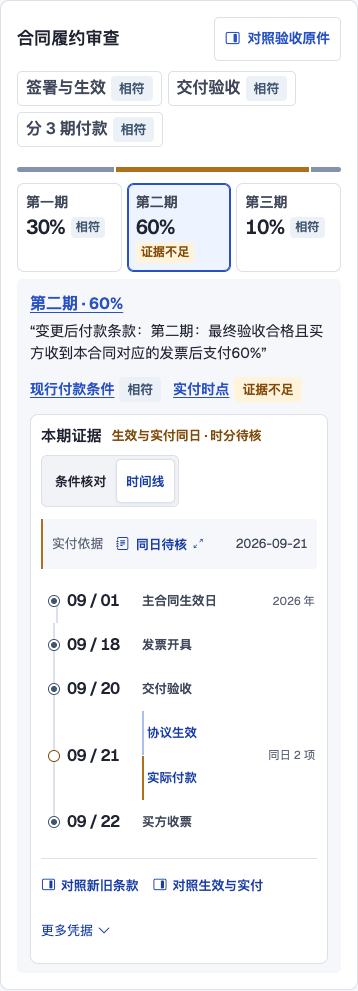 合同履约审查
对照验收原件
签署与生效 相符
交付验收 相符
分 3 期付款 相符
第一期
30% 相符
第二期
60%
证据不足
第三期
10% 相符
第二期 · 60%
“变更后付款条款：第二期：最终验收合格且买
方收到本合同对应的发票后支付60%”
现行付款条件 相符 实付时点 证据不足
本期证据 生效与实付同日 · 时分待核
条件核对 时间线
实付依据 同日待核 2026-09-21
09 / 01 主合同生效日 2026 年
09 / 18 发票开具
09 / 20 交付验收
协议生效
09 / 21 同日 2 项
实际付款
09 / 22 买方收票
对照新旧条款 对照生效与实付
更多凭据